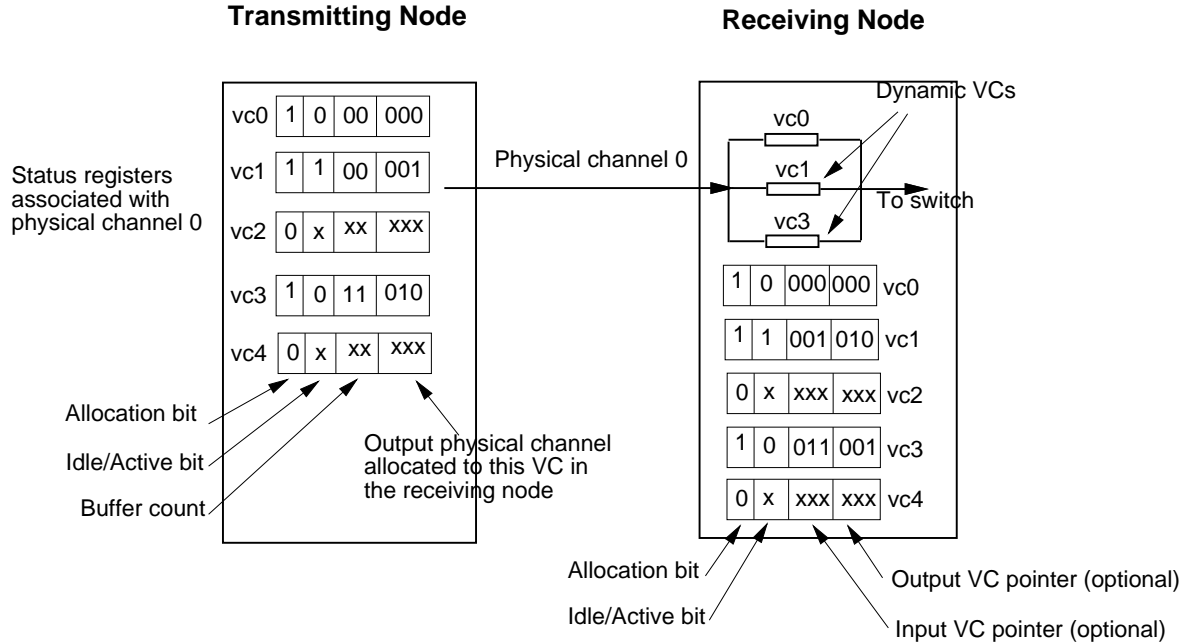 Transmitting Node
Receiving Node
Status registers
associated with
physical channel 0
vc0 1 0 00 000
vc1 1 1 00 001
vc2 0 x xx xxx
vc3 1 0 11 010
vc4 0 x xx xxx
Allocation bit
Idle/Active bit
Buffer count
Output physical channel
allocated to this VC in
the receiving node
Physical channel 0
Dynamic VCs
vc0
vc1
To switch
vc3
1 0 000 000 vc0
1 1 001 010 vc1
0 x xxx xxx vc2
1 0 011 001 vc3
0 x xxx xxx vc4
Allocation bit
Idle/Active bit
Output VC pointer (optional)
Input VC pointer (optional)